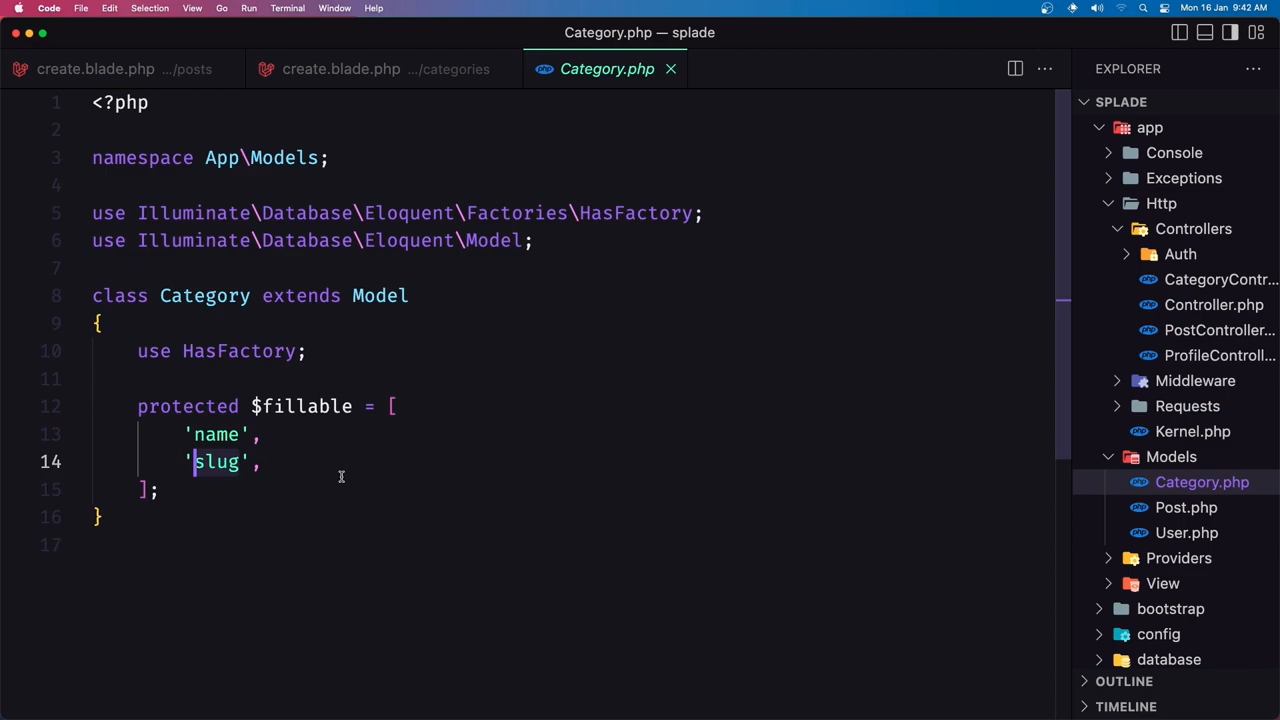 Code File Edit Selection View Go Run Terminal Window Help Mon 16 Jan 9:42 AM
Category.php — splade
create.blade.php .../posts create.blade.php .../categories Category.php EXPLORER
SPLADE
1 <?php
2
3 namespace App\Models;
4
5 use Illuminate\Database\Eloquent\Factories\HasFactory;
6 use Illuminate\Database\Eloquent\Model;
7
8 class Category extends Model
9 {
10 use HasFactory;
11
12 protected $fillable = [
13 'name',
14 'slug',
15 ];
16 }
17
app
Console
Exceptions
Http
Controllers
Auth
CategoryContr...
Controller.php
PostController...
ProfileControll...
Middleware
Requests
Kernel.php
Models
Category.php
Post.php
User.php
Providers
View
bootstrap
config
database
OUTLINE
TIMELINE